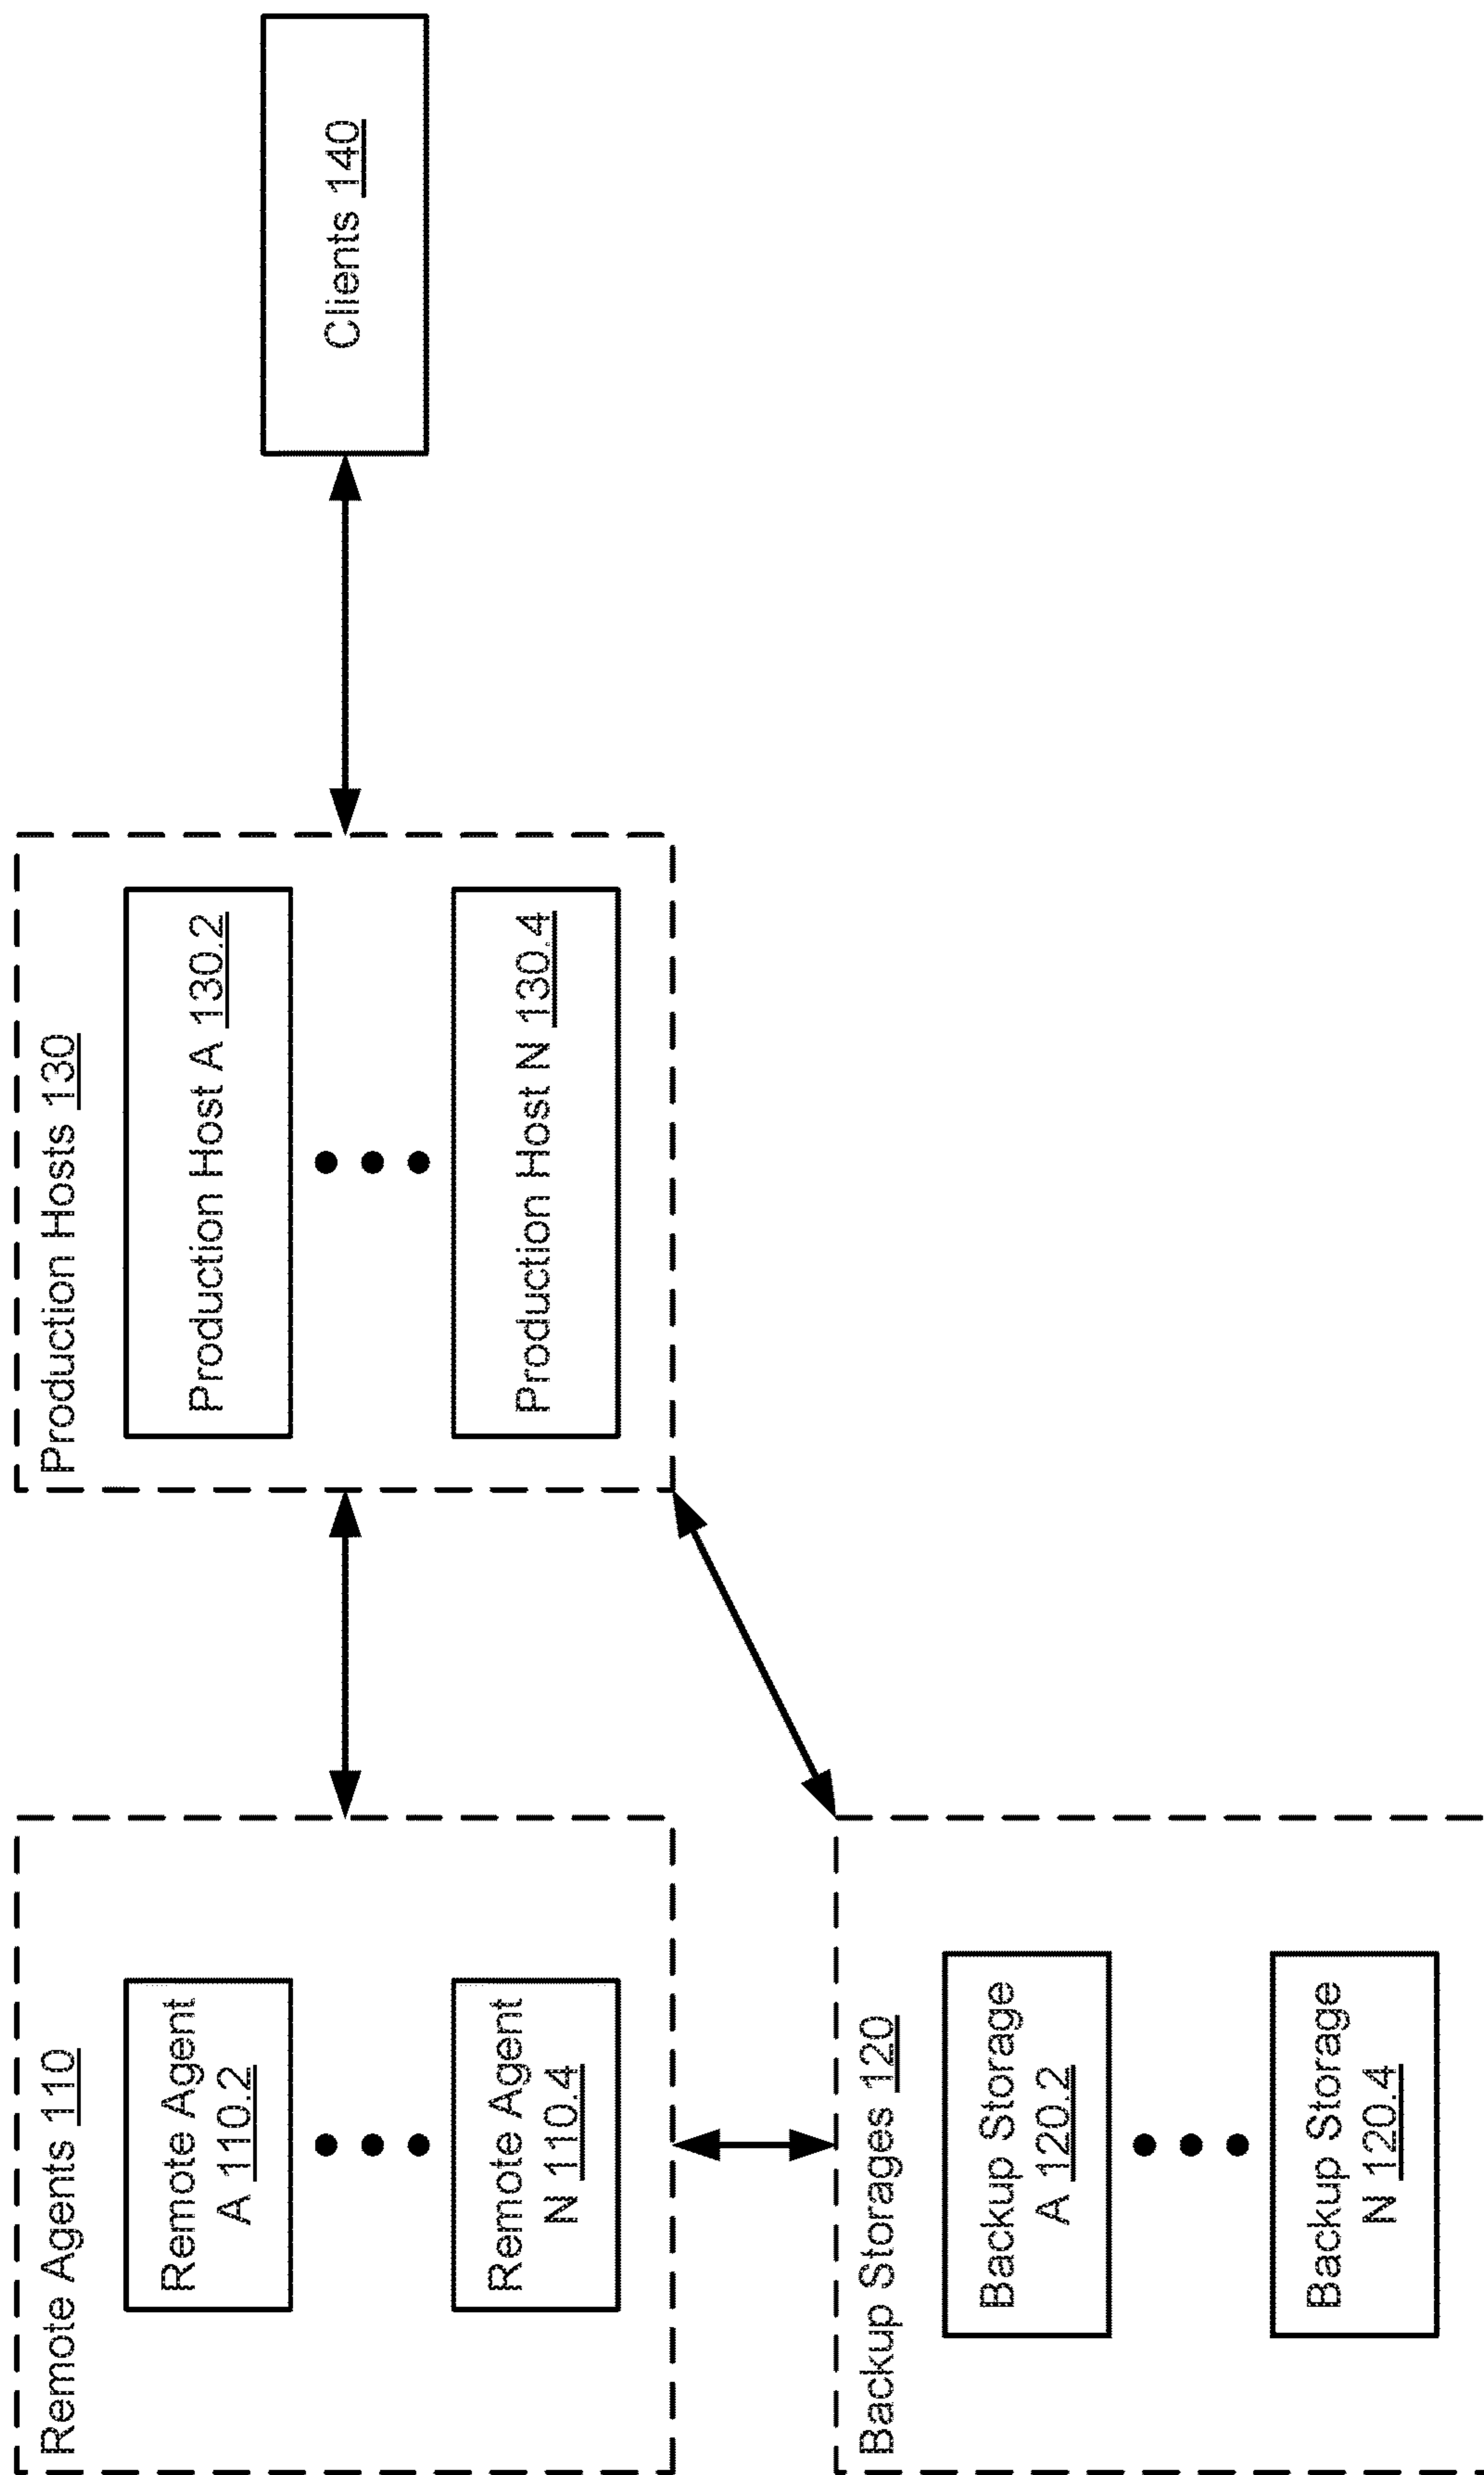 Remote Agents 110
Remote Agent
A 110.2
Remote Agent
N 110.4
Production Hosts 130
Production Host A 130.2
Production Host N 130.4
Clients 140
Backup Storages 120
Backup Storage
A 120.2
Backup Storage
N 120.4